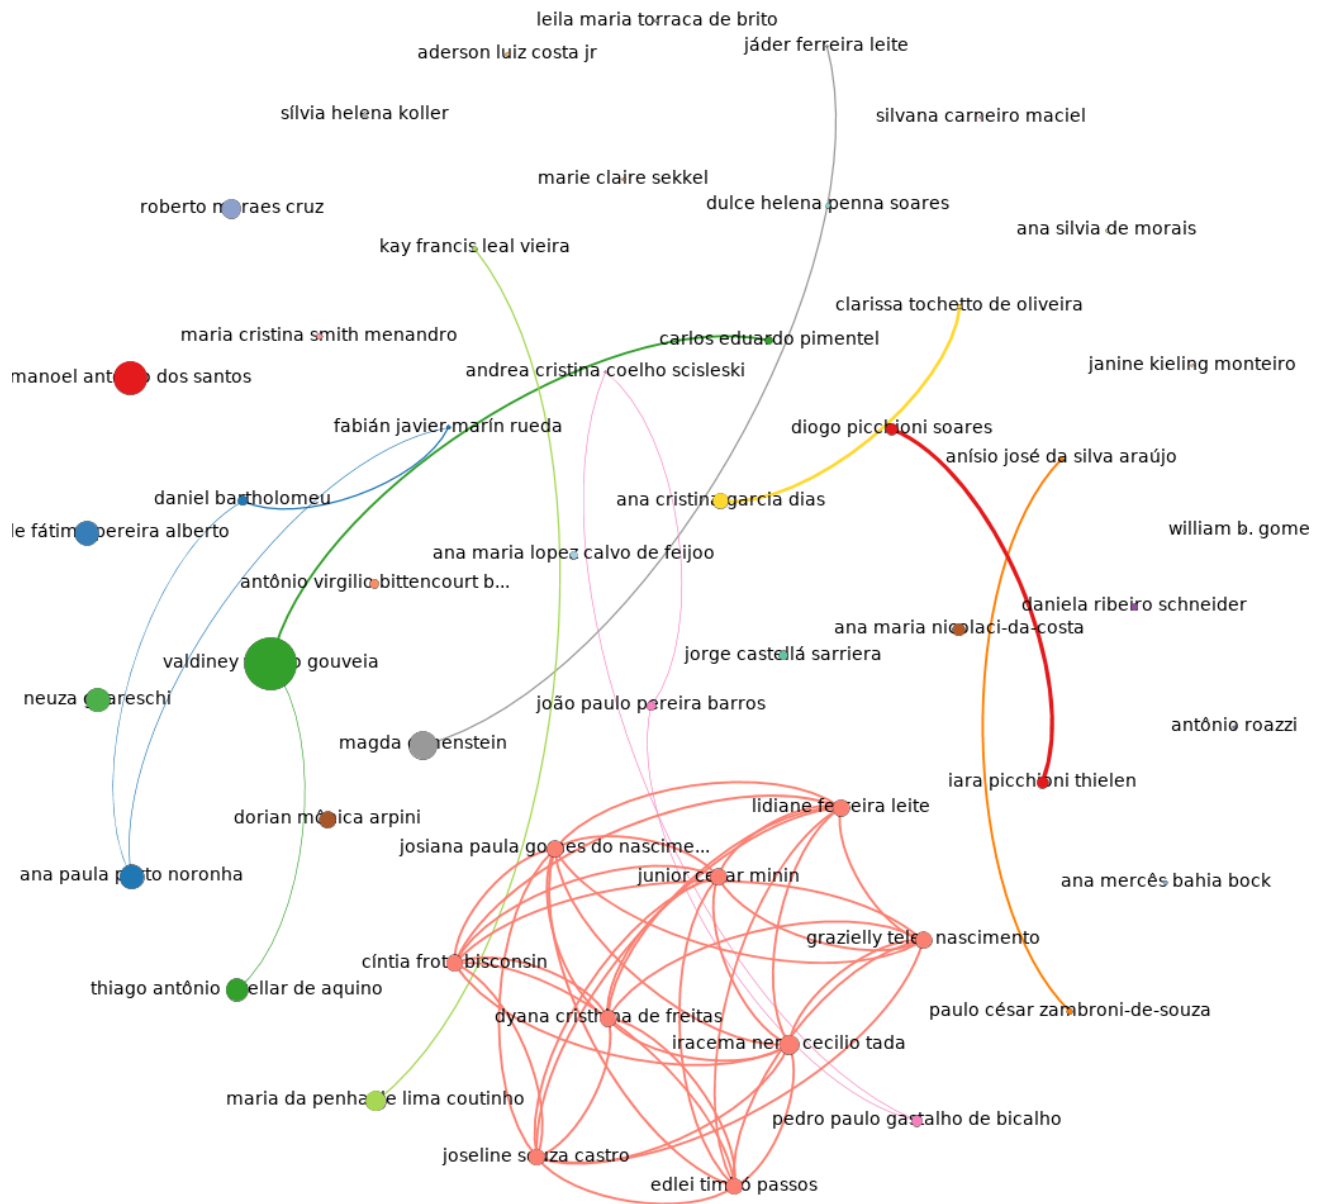 leila maria torraca de brito
jáder ferreira leite
aderson luiz costa jr
sílvia helena koller
silvana carneiro maciel
marie claire sekkel
dulce helena penna soares
roberto moraes cruz
ana silvia de morais
kay francis leal vieira
clarissa tochetto de oliveira
maria cristina smith menandro
carlos eduardo pimentel
janine kieling monteiro
andrea cristina coelho scisleski
manoel antônio dos santos
fabián javier marín rueda
diogo picchioni soares
anísio josé da silva araújo
daniel bartholomeu
ana cristina garcia dias
de fátima pereira alberto
william b. gome
ana maria lopez calvo de feijoo
antônio virgilio bittencourt b...
daniela ribeiro schneider
ana maria nicolaci-da-costa
jorge castellá sarriera
valdiney gouveia
neuza guareschi
joão paulo pereira barros
antônio roazzi
magda dimenstein
iara picchioni thielen
lidiane ferreira leite
dorian mônica arpini
josiana paula gomes do nascime...
junior cesar minin
ana paula porto noronha
ana mercês bahia bock
grazielly teles nascimento
cíntia frota bisconsin
thiago antônio avellar de aquino
paulo césar zambroni-de-souza
dyana cristhina de freitas
iracema neno cecilio tada
maria da penha de lima coutinho
pedro paulo gastalho de bicalho
joseline souza castro
edlei timbó passos